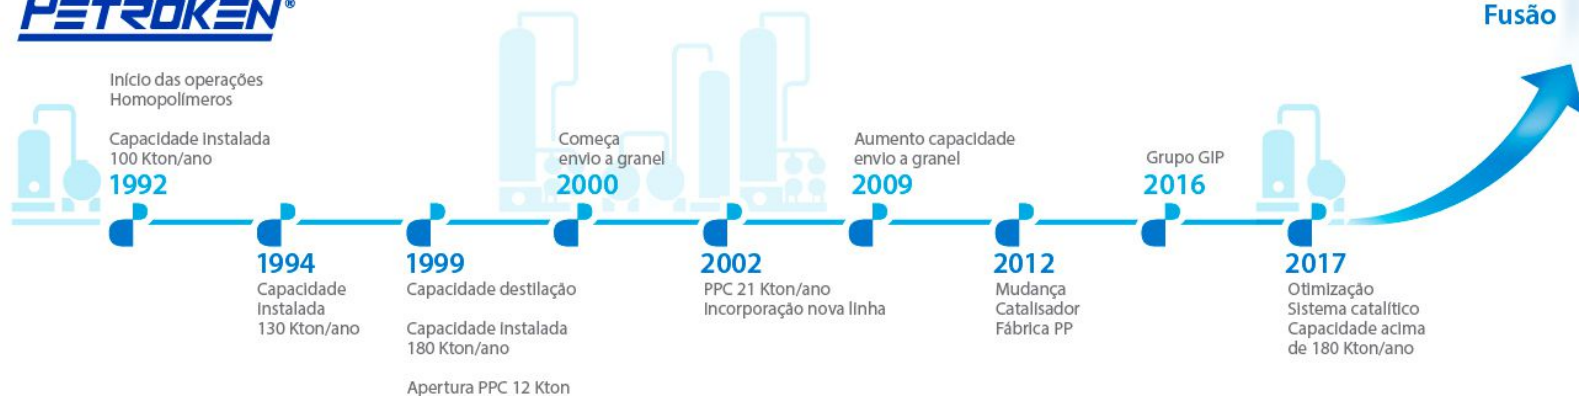 PETROKEN®
Fusão
Início das operações
Homopolímeros
Capacidade instalada
100 Kton/ano
1992
Começa
envio a granel
2000
Aumento capacidade
envio a granel
2009
Grupo GIP
2016
1994
Capacidade
instalada
130 Kton/ano
1999
Capacidade destilação
Capacidade instalada
180 Kton/ano
Apertura PPC 12 Kton
2002
PPC 21 Kton/ano
Incorporação nova linha
2012
Mudança
Catalisador
Fábrica PP
2017
Otimização
Sistema catalítico
Capacidade acima
de 180 Kton/ano